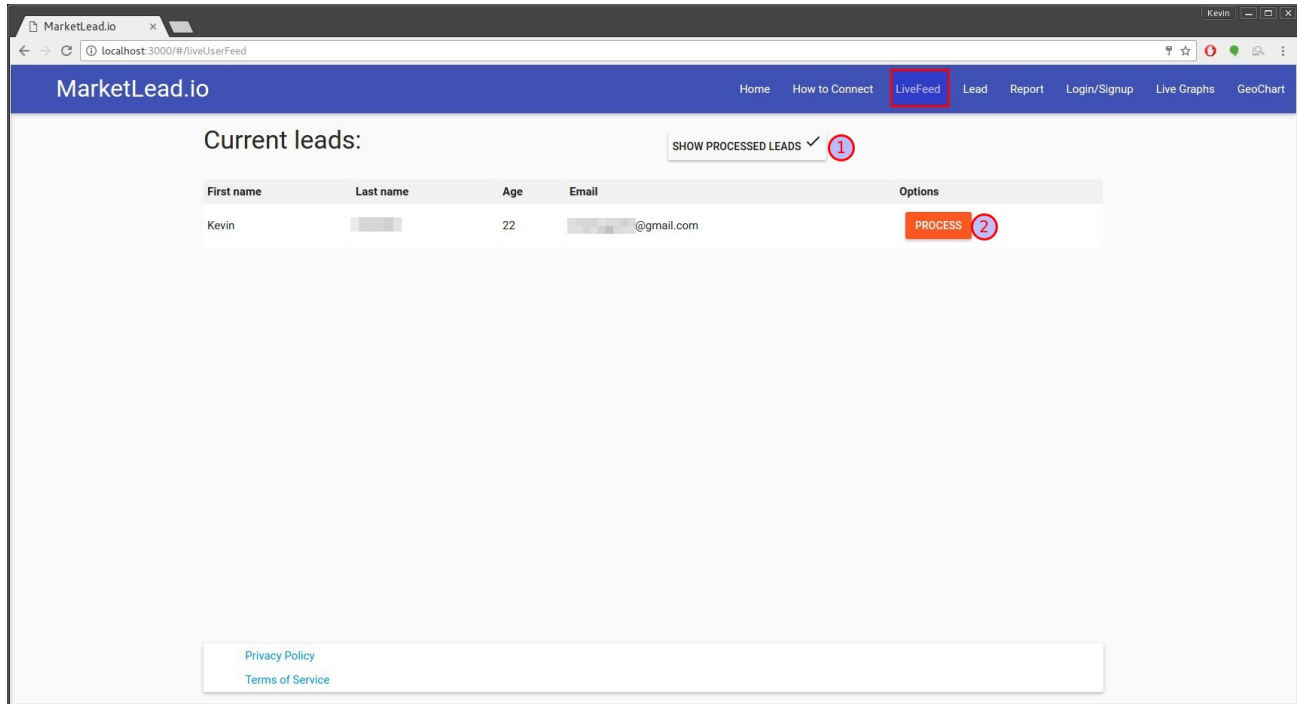 Kevin
MarketLead.io
localhost:3000/#/liveUserFeed
MarketLead.io Home How to Connect LiveFeed Lead Report Login/Signup Live Graphs GeoChart
Current leads: SHOW PROCESSED LEADS 1
First name Last name Age Email Options
Kevin 22 @gmail.com PROCESS 2
Privacy Policy
Terms of Service